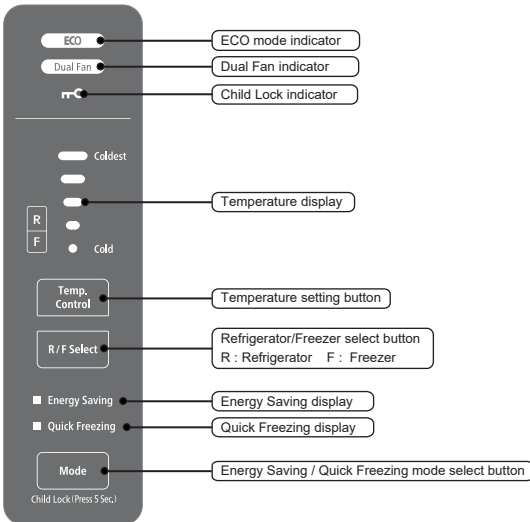 ECO
ECO mode indicator
Dual Fan
Dual Fan indicator
Child Lock indicator
Coldest
Temperature display
R
F
Cold
Temp.
Control
Temperature setting button
R/F Select
Refrigerator/Freezer select button
R : Refrigerator F : Freezer
Energy Saving
Energy Saving display
Quick Freezing
Quick Freezing display
Mode
Energy Saving / Quick Freezing mode select button
Child Lock (Press 5 Sec.)